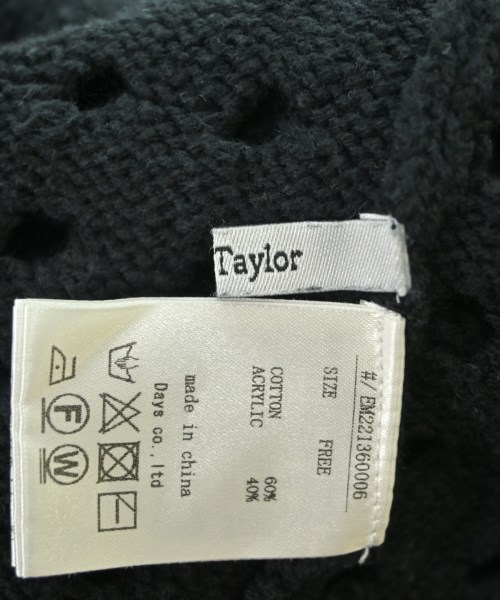 Taylor
#/ EM221360006
SIZE FREE
COTTON 60%
ACRYLIC 40%
made in china
Days co., ltd
F W